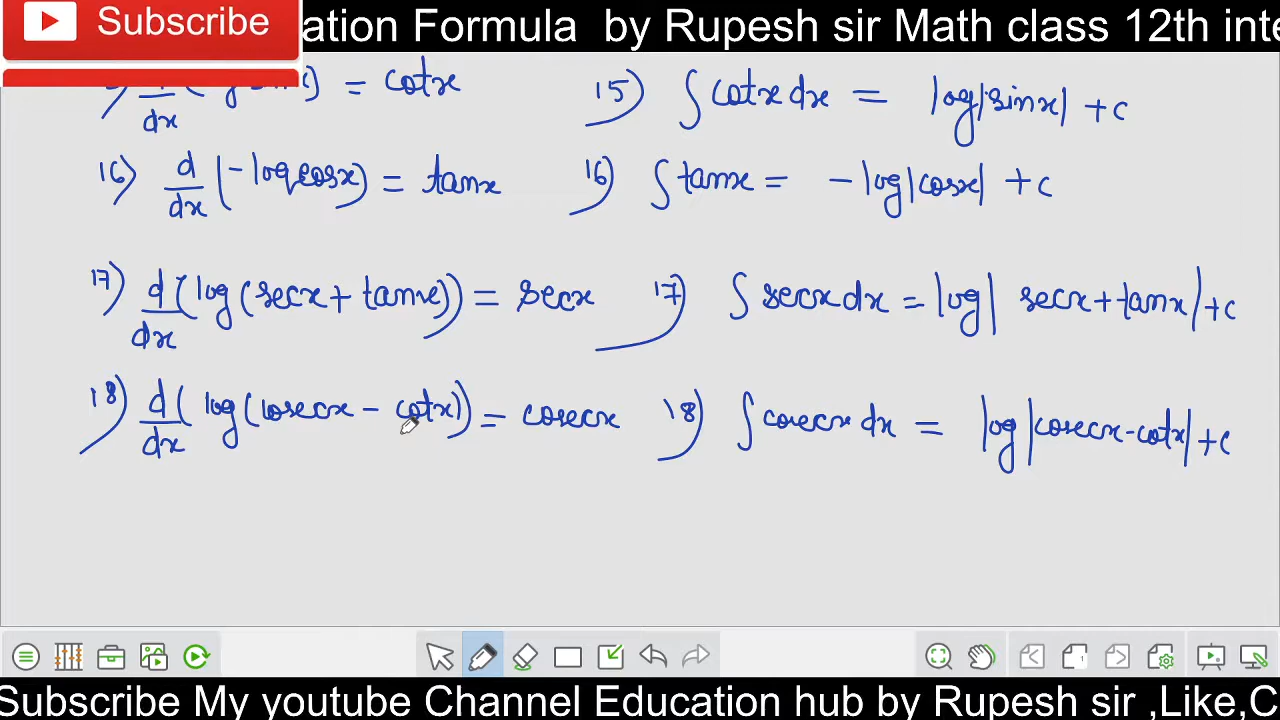 Subscribe
ation Formula by Rupesh sir Math class 12th inte
dx = cotx 15) ∫ cotx dx = log|sinx| + c
16) d/dx (-log cosx) = tanx 16) ∫ tanx = -log|cosx| + c
17) d/dx (log(secx + tanx)) = secx 17) ∫ secx dx = log| secx + tanx| + c
18) d/dx (log(cosecx - cotx)) = cosecx 18) ∫ cosecx dx = log|cosecx - cotx| + c
Subscribe My youtube Channel Education hub by Rupesh sir ,Like,C